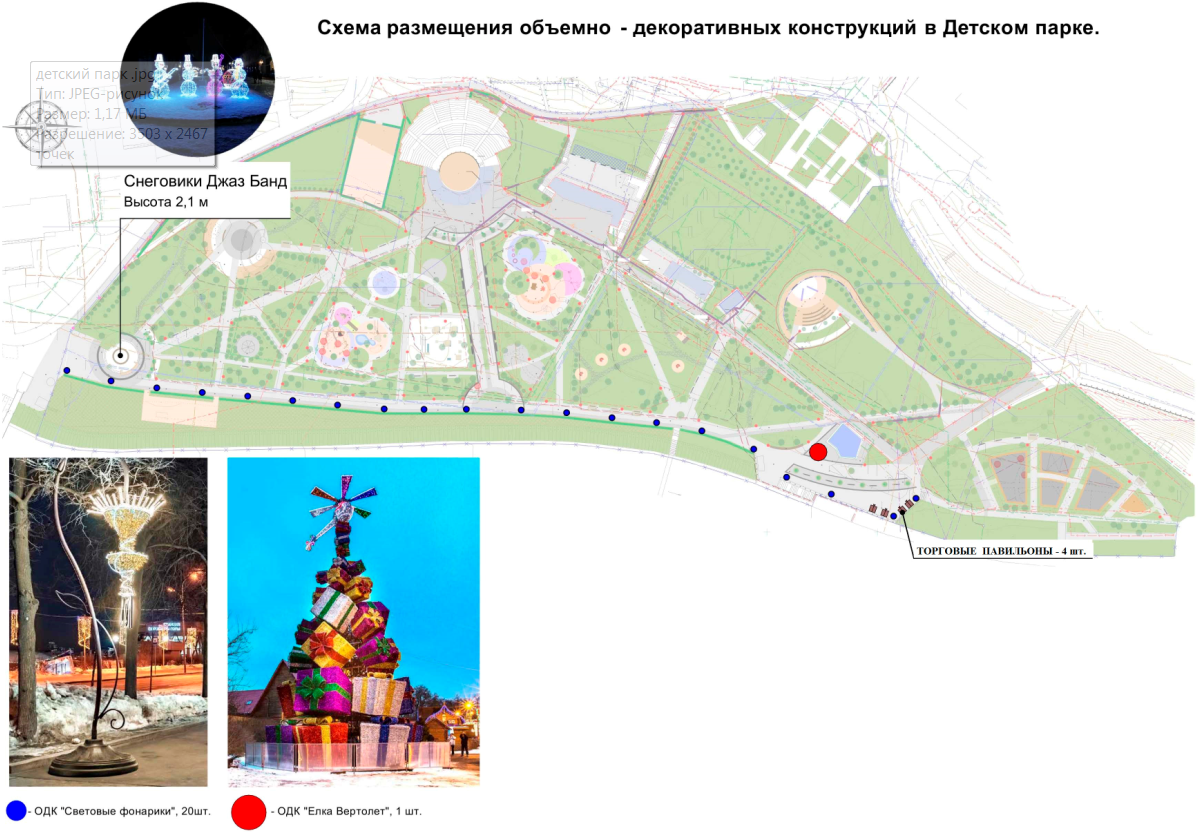 Схема размещения объемно - декоративных конструкций в Детском парке.
детский парк .jpg
Тип: JPEG-рисунок
Размер: 1,17 МБ
Разрешение: 3503 x 2467
точек
Снеговики Джаз Банд
Высота 2,1 м
ТОРГОВЫЕ ПАВИЛЬОНЫ - 4 шт.
- ОДК "Световые фонарики", 20шт.
- ОДК "Елка Вертолет", 1 шт.